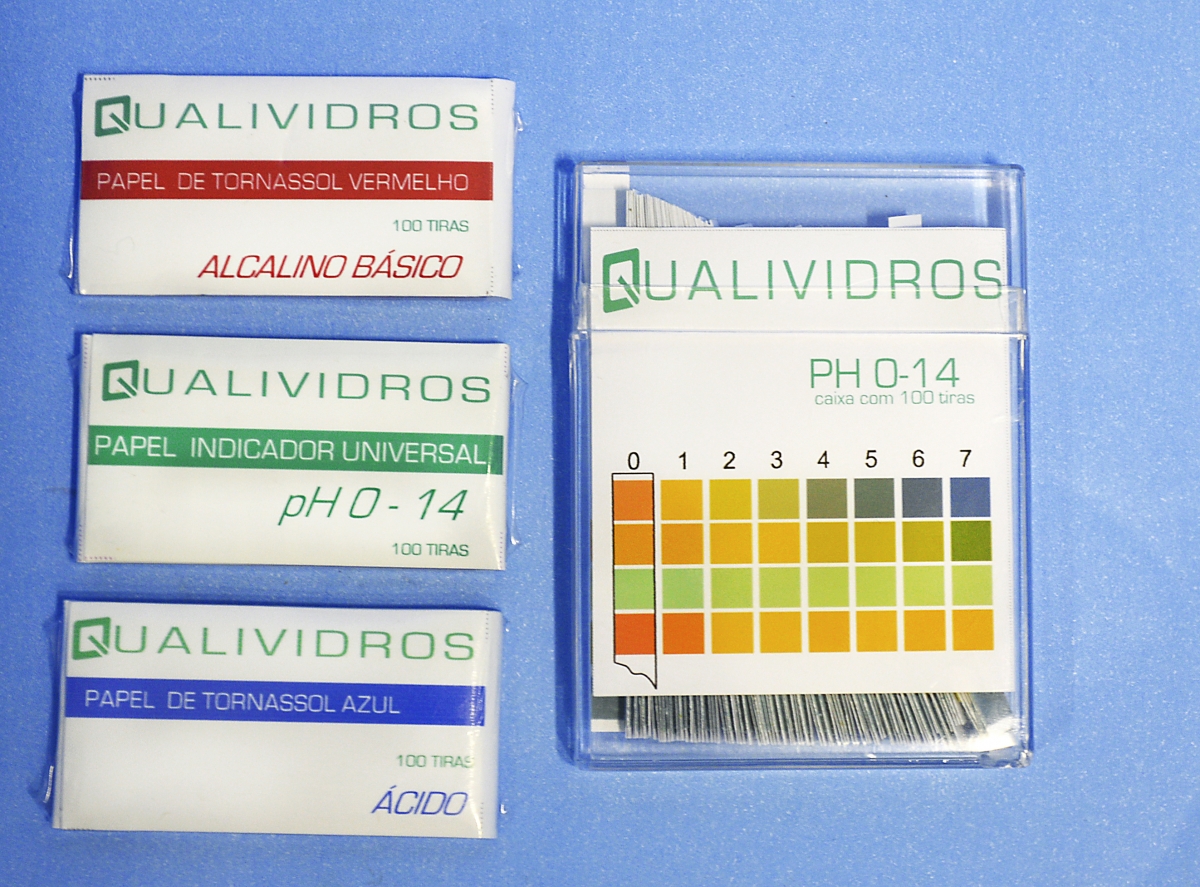 QUALIVIDROS
PAPEL DE TORNASSOL VERMELHO
100 TIRAS
ALCALINO BÁSICO
QUALIVIDROS
PAPEL INDICADOR UNIVERSAL
pH 0 - 14
100 TIRAS
QUALIVIDROS
PAPEL DE TORNASSOL AZUL
100 TIRAS
ÁCIDO
QUALIVIDROS
PH 0-14
caixa com 100 tiras
0 1 2 3 4 5 6 7